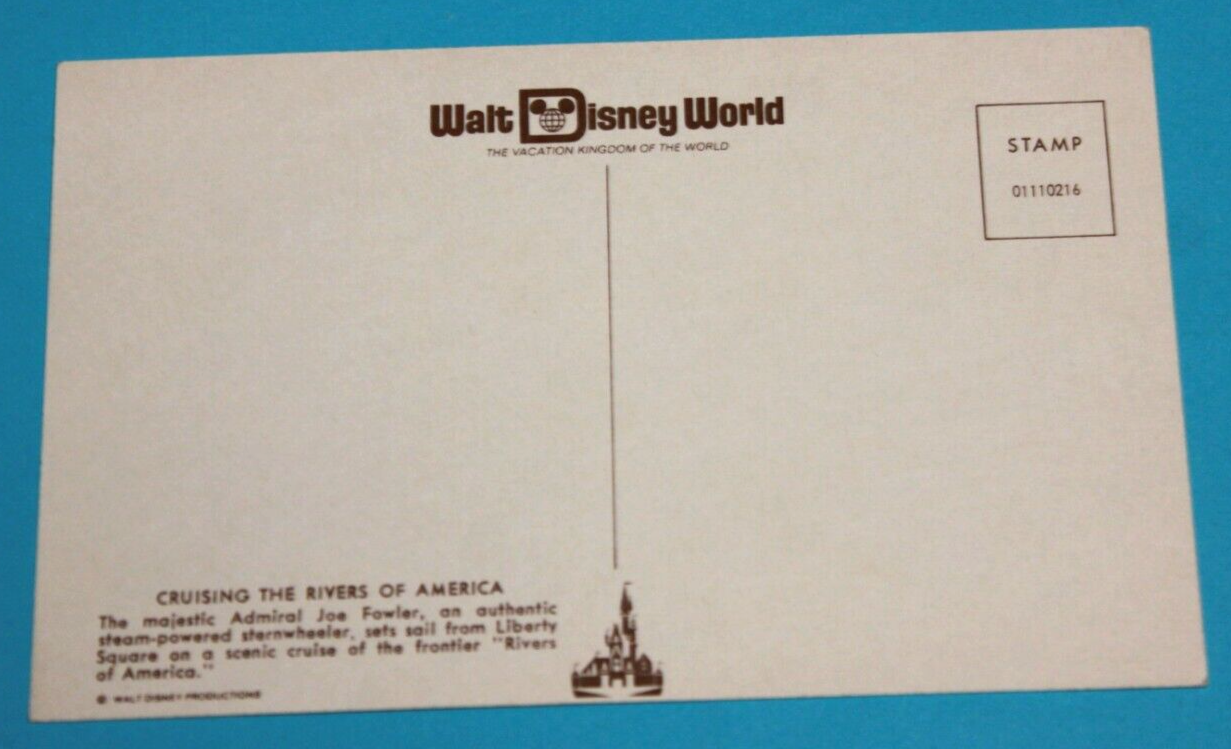 Walt Disney World
THE VACATION KINGDOM OF THE WORLD
STAMP
01110216
CRUISING THE RIVERS OF AMERICA
The majestic Admiral Joe Fowler, an authentic
steam-powered sternwheeler, sets sail from Liberty
Square on a scenic cruise of the frontier "Rivers
of America."
© WALT DISNEY PRODUCTIONS